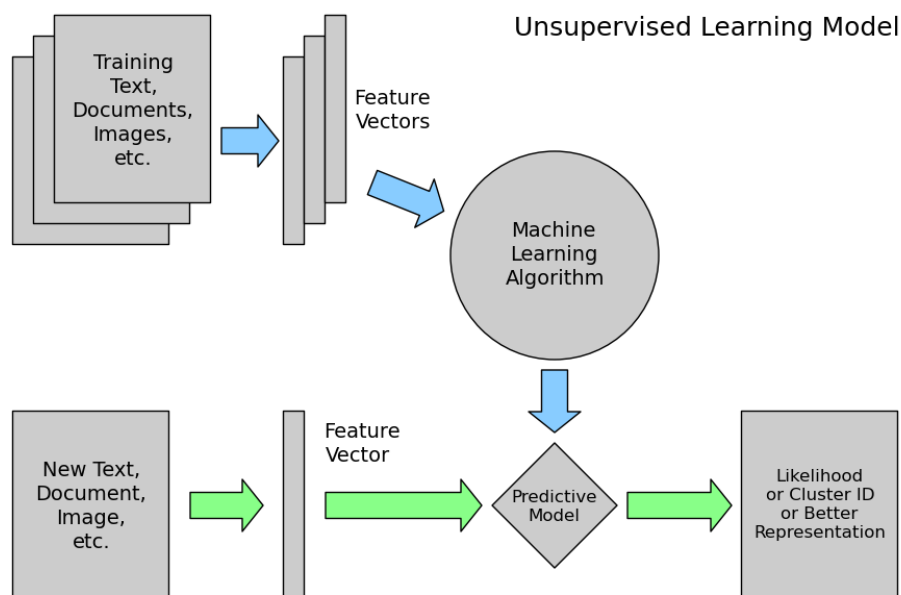 Unsupervised Learning Model
Training
Text,
Documents,
Images,
etc.
Feature
Vectors
Machine
Learning
Algorithm
New Text,
Document,
Image,
etc.
Feature
Vector
Predictive
Model
Likelihood
or Cluster ID
or Better
Representation